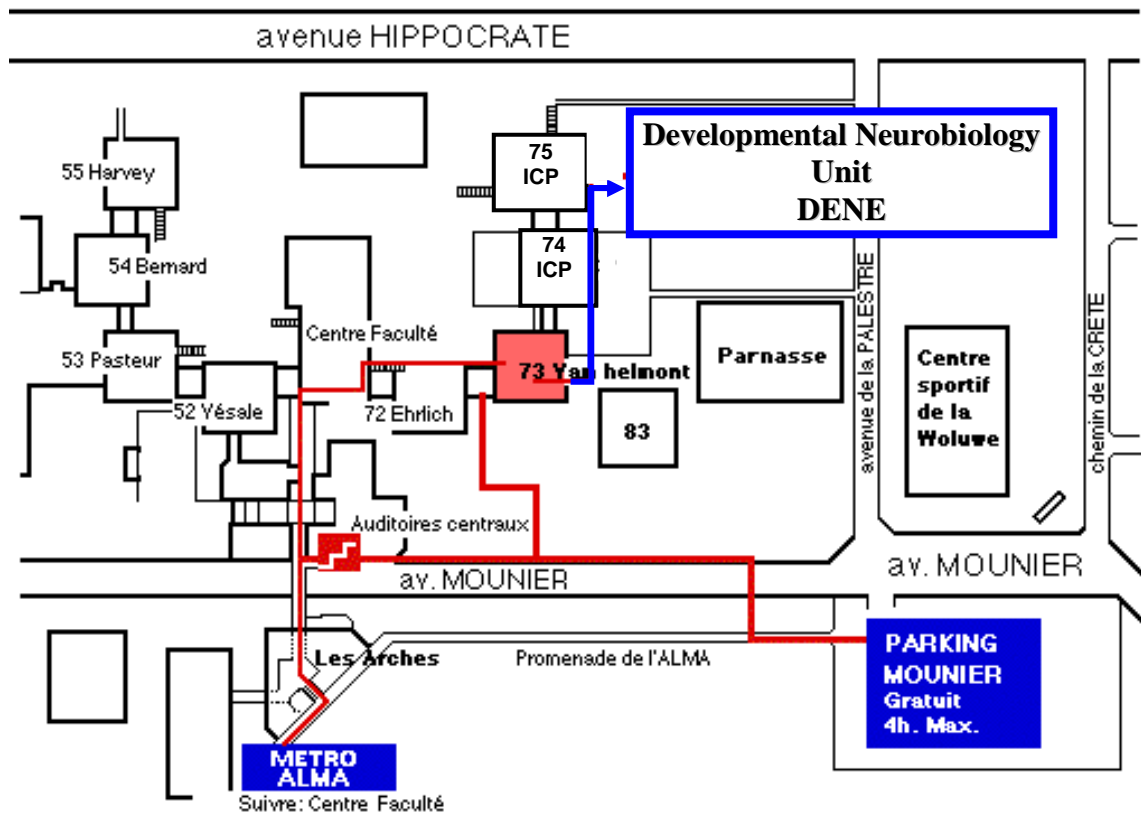 avenue HIPPOCRATE
75
ICP
Developmental Neurobiology
Unit
DENE
55 Harvey
54 Bernard
74
ICP
Centre Faculté
53 Pasteur
73 Yan helmont
Parnasse
avenue de la PALESTRE
Centre
sportif
de la
Woluwe
chemin de la CRETE
52 Vésale
72 Ehrlich
83
Auditoires centraux
av. MOUNIER
av. MOUNIER
Les Arches
Promenade de l'ALMA
PARKING
MOUNIER
Gratuit
4h. Max.
METRO
ALMA
Suivre: Centre Faculté